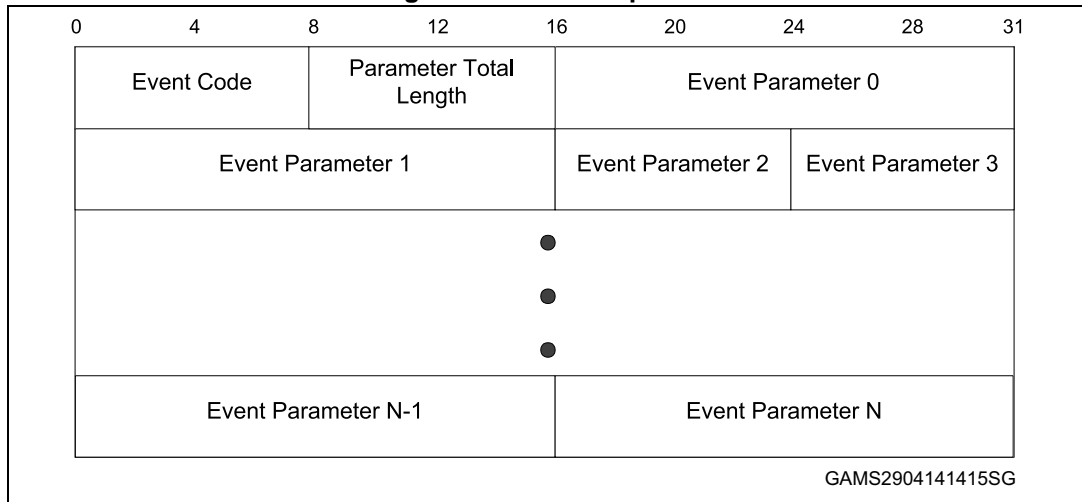 0 4 8 12 16 20 24 28 31
Event Code
Parameter Total
Length
Event Parameter 0
Event Parameter 1
Event Parameter 2
Event Parameter 3
Event Parameter N-1
Event Parameter N
GAMS2904141415SG